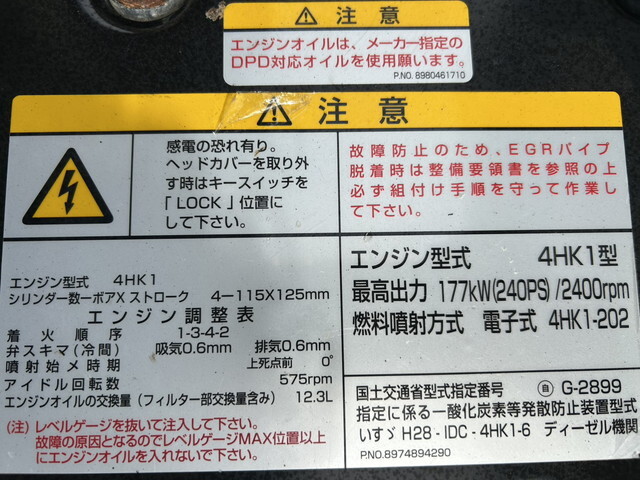 注意
エンジンオイルは、メーカー指定の
DPD対応オイルを使用願います。
P.NO. 8980461710
注意
感電の恐れ有り。
ヘッドカバーを取り外
す時はキースイッチを
「LOCK」位置に
して下さい。
故障防止のため、EGRパイプ
脱着時は整備要領書を参照の上
必ず組付け手順を守って作業し
て下さい。
エンジン型式 4HK1
シリンダー数ーボアX ストローク 4ー115X125mm
エンジン調整表
着火順序 1-3-4-2
弁スキマ(冷間) 吸気0.6mm 排気0.6mm
噴射始メ時期 上死点前 0°
アイドル回転数 575rpm
エンジンオイルの交換量(フィルター部交換量含み) 12.3L
(注)レベルゲージを抜いて注入して下さい。
故障の原因となるのでレベルゲージMAX位置以上
にエンジンオイルを入れないで下さい。
エンジン型式 4HK1型
最高出力 177kW(240PS)/2400rpm
燃料噴射方式 電子式 4HK1-202
国土交通省型式指定番号 自 G-2899
指定に係る一酸化炭素等発散防止装置型式
いすゞ H28-IDC-4HK1-6 ディーゼル機関
P.NO.8974894290